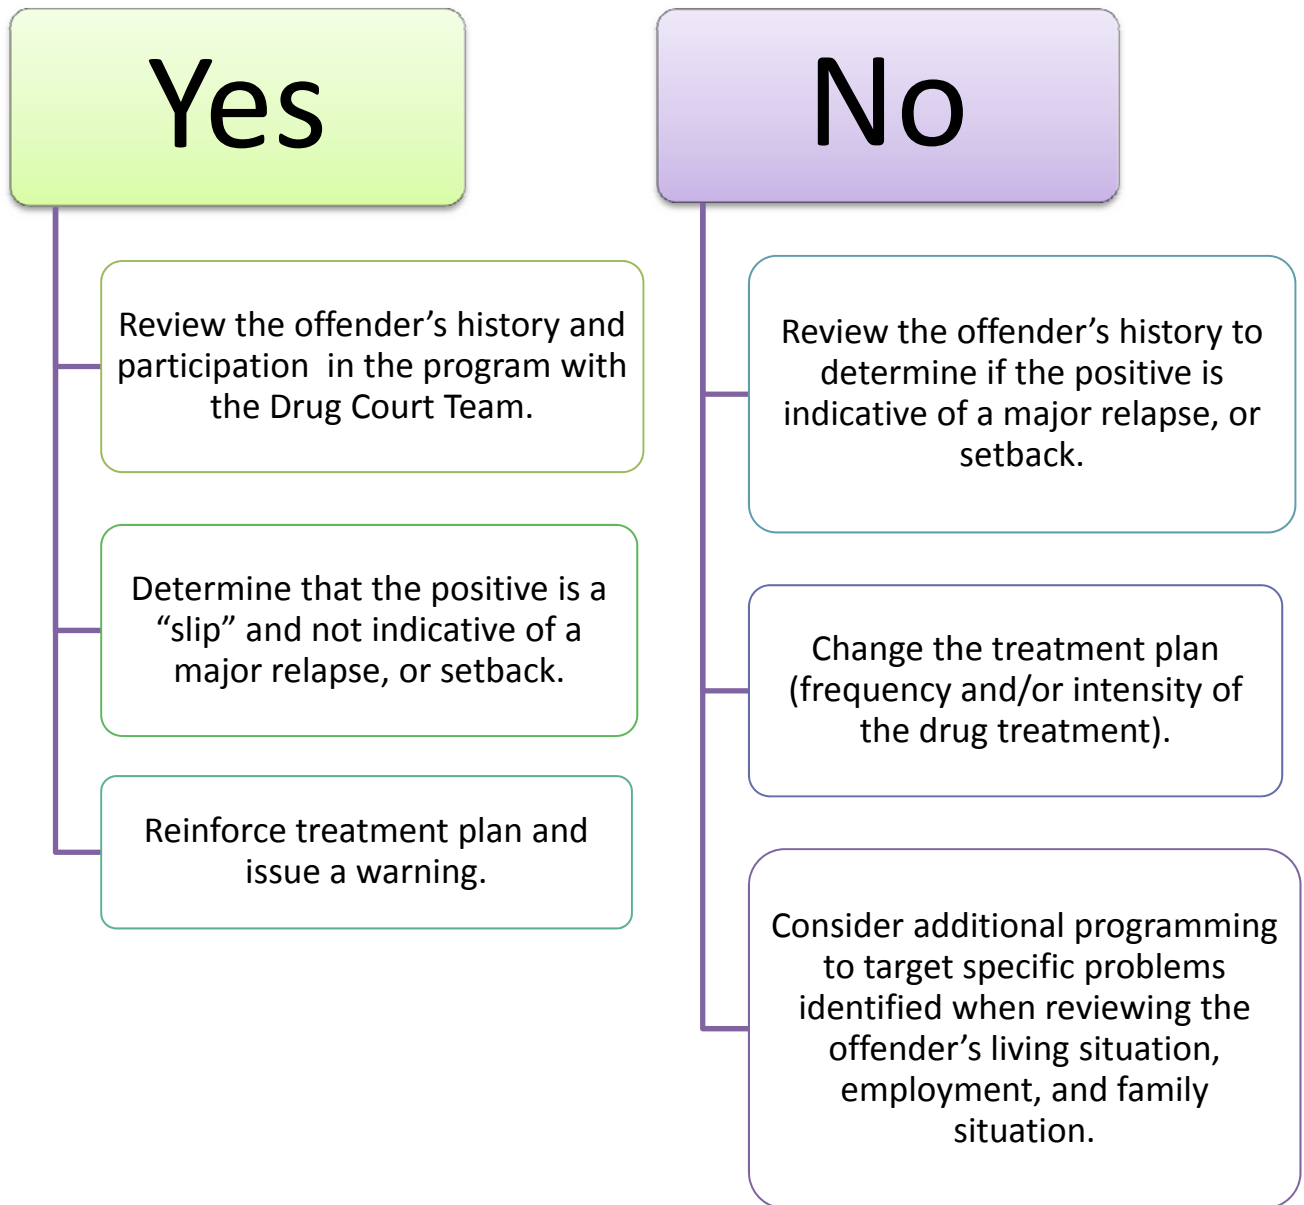 Yes
Review the offender’s history and
participation  in the program with
the Drug Court Team.
Determine that the positive is a
“slip” and not indicative of a
major relapse, or setback.
Reinforce treatment plan and
issue a warning.
No
Review the offender’s history to
determine if the positive is
indicative of a major relapse, or
setback.
Change the treatment plan
(frequency and/or intensity of
the drug treatment).
Consider additional programming
to target specific problems
identified when reviewing the
offender’s living situation,
employment, and family
situation.